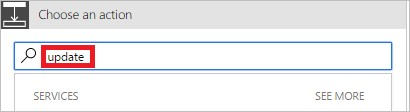 Choose an action
update
SERVICES SEE MORE